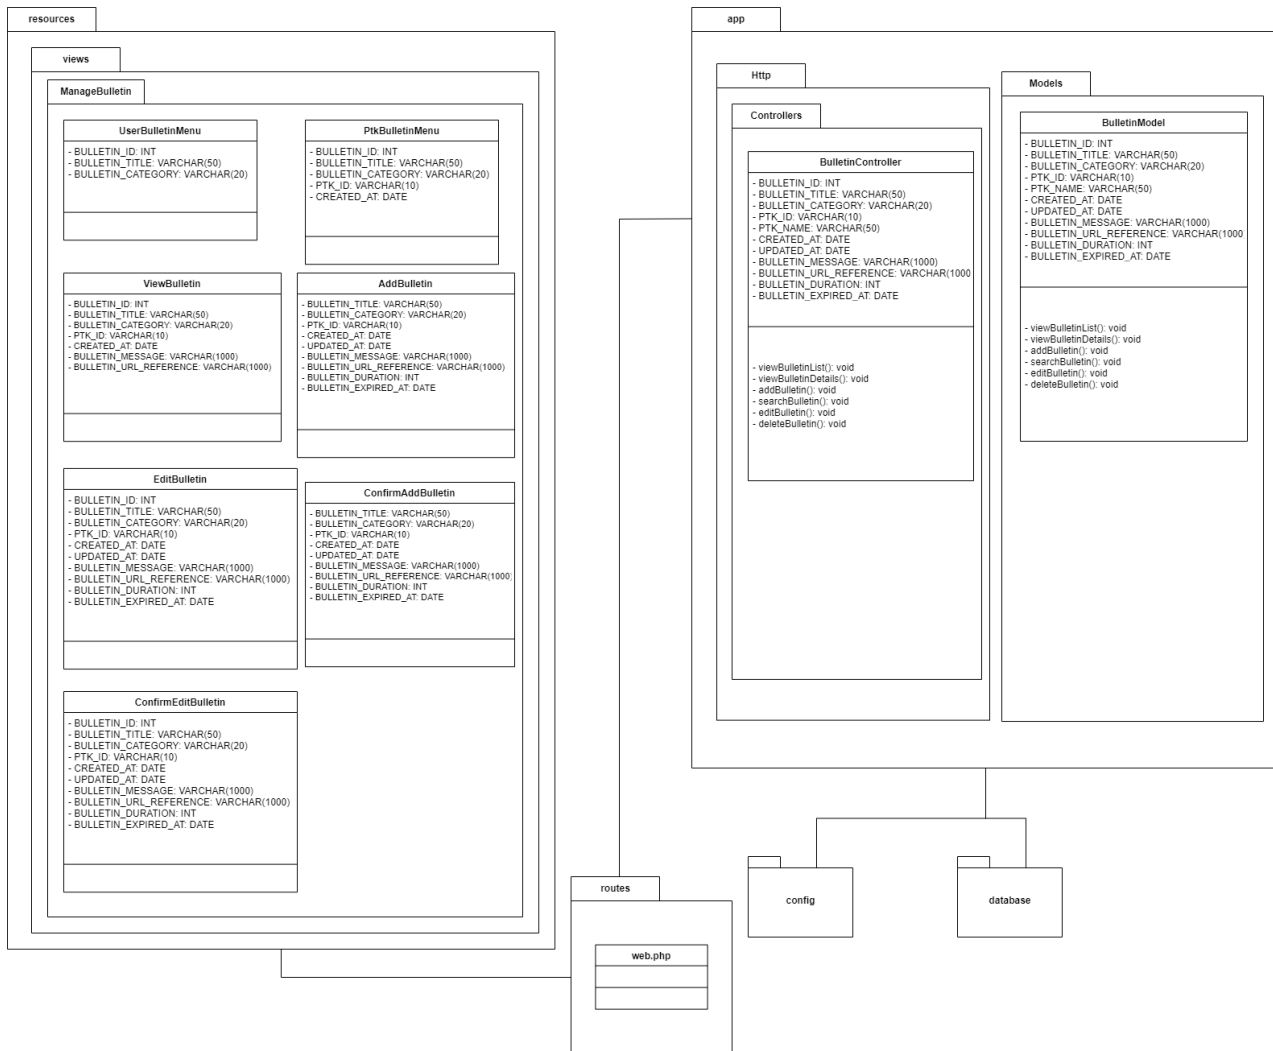 resources
views
ManageBulletin
UserBulletinMenu
- BULLETIN_ID: INT
- BULLETIN_TITLE: VARCHAR(50)
- BULLETIN_CATEGORY: VARCHAR(20)
PtkBulletinMenu
- BULLETIN_ID: INT
- BULLETIN_TITLE: VARCHAR(50)
- BULLETIN_CATEGORY: VARCHAR(20)
- PTK_ID: VARCHAR(10)
- CREATED_AT: DATE
ViewBulletin
- BULLETIN_ID: INT
- BULLETIN_TITLE: VARCHAR(50)
- BULLETIN_CATEGORY: VARCHAR(20)
- PTK_ID: VARCHAR(10)
- CREATED_AT: DATE
- BULLETIN_MESSAGE: VARCHAR(1000)
- BULLETIN_URL_REFERENCE: VARCHAR(1000)
AddBulletin
- BULLETIN_TITLE: VARCHAR(50)
- BULLETIN_CATEGORY: VARCHAR(20)
- PTK_ID: VARCHAR(10)
- CREATED_AT: DATE
- UPDATED_AT: DATE
- BULLETIN_MESSAGE: VARCHAR(1000)
- BULLETIN_URL_REFERENCE: VARCHAR(1000)
- BULLETIN_DURATION: INT
- BULLETIN_EXPIRED_AT: DATE
EditBulletin
- BULLETIN_ID: INT
- BULLETIN_TITLE: VARCHAR(50)
- BULLETIN_CATEGORY: VARCHAR(20)
- PTK_ID: VARCHAR(10)
- CREATED_AT: DATE
- UPDATED_AT: DATE
- BULLETIN_MESSAGE: VARCHAR(1000)
- BULLETIN_URL_REFERENCE: VARCHAR(1000)
- BULLETIN_DURATION: INT
- BULLETIN_EXPIRED_AT: DATE
ConfirmAddBulletin
- BULLETIN_TITLE: VARCHAR(50)
- BULLETIN_CATEGORY: VARCHAR(20)
- PTK_ID: VARCHAR(10)
- CREATED_AT: DATE
- UPDATED_AT: DATE
- BULLETIN_MESSAGE: VARCHAR(1000)
- BULLETIN_URL_REFERENCE: VARCHAR(1000)
- BULLETIN_DURATION: INT
- BULLETIN_EXPIRED_AT: DATE
ConfirmEditBulletin
- BULLETIN_ID: INT
- BULLETIN_TITLE: VARCHAR(50)
- BULLETIN_CATEGORY: VARCHAR(20)
- PTK_ID: VARCHAR(10)
- CREATED_AT: DATE
- UPDATED_AT: DATE
- BULLETIN_MESSAGE: VARCHAR(1000)
- BULLETIN_URL_REFERENCE: VARCHAR(1000)
- BULLETIN_DURATION: INT
- BULLETIN_EXPIRED_AT: DATE
app
Http
Controllers
BulletinController
- BULLETIN_ID: INT
- BULLETIN_TITLE: VARCHAR(50)
- BULLETIN_CATEGORY: VARCHAR(20)
- PTK_ID: VARCHAR(10)
- PTK_NAME: VARCHAR(50)
- CREATED_AT: DATE
- UPDATED_AT: DATE
- BULLETIN_MESSAGE: VARCHAR(1000)
- BULLETIN_URL_REFERENCE: VARCHAR(1000
- BULLETIN_DURATION: INT
- BULLETIN_EXPIRED_AT: DATE
- viewBulletinList(): void
- viewBulletinDetails(): void
- addBulletin(): void
- searchBulletin(): void
- editBulletin(): void
- deleteBulletin(): void
Models
BulletinModel
- BULLETIN_ID: INT
- BULLETIN_TITLE: VARCHAR(50)
- BULLETIN_CATEGORY: VARCHAR(20)
- PTK_ID: VARCHAR(10)
- PTK_NAME: VARCHAR(50)
- CREATED_AT: DATE
- UPDATED_AT: DATE
- BULLETIN_MESSAGE: VARCHAR(1000)
- BULLETIN_URL_REFERENCE: VARCHAR(1000
- BULLETIN_DURATION: INT
- BULLETIN_EXPIRED_AT: DATE
- viewBulletinList(): void
- viewBulletinDetails(): void
- addBulletin(): void
- searchBulletin(): void
- editBulletin(): void
- deleteBulletin(): void
routes
web.php
config
database